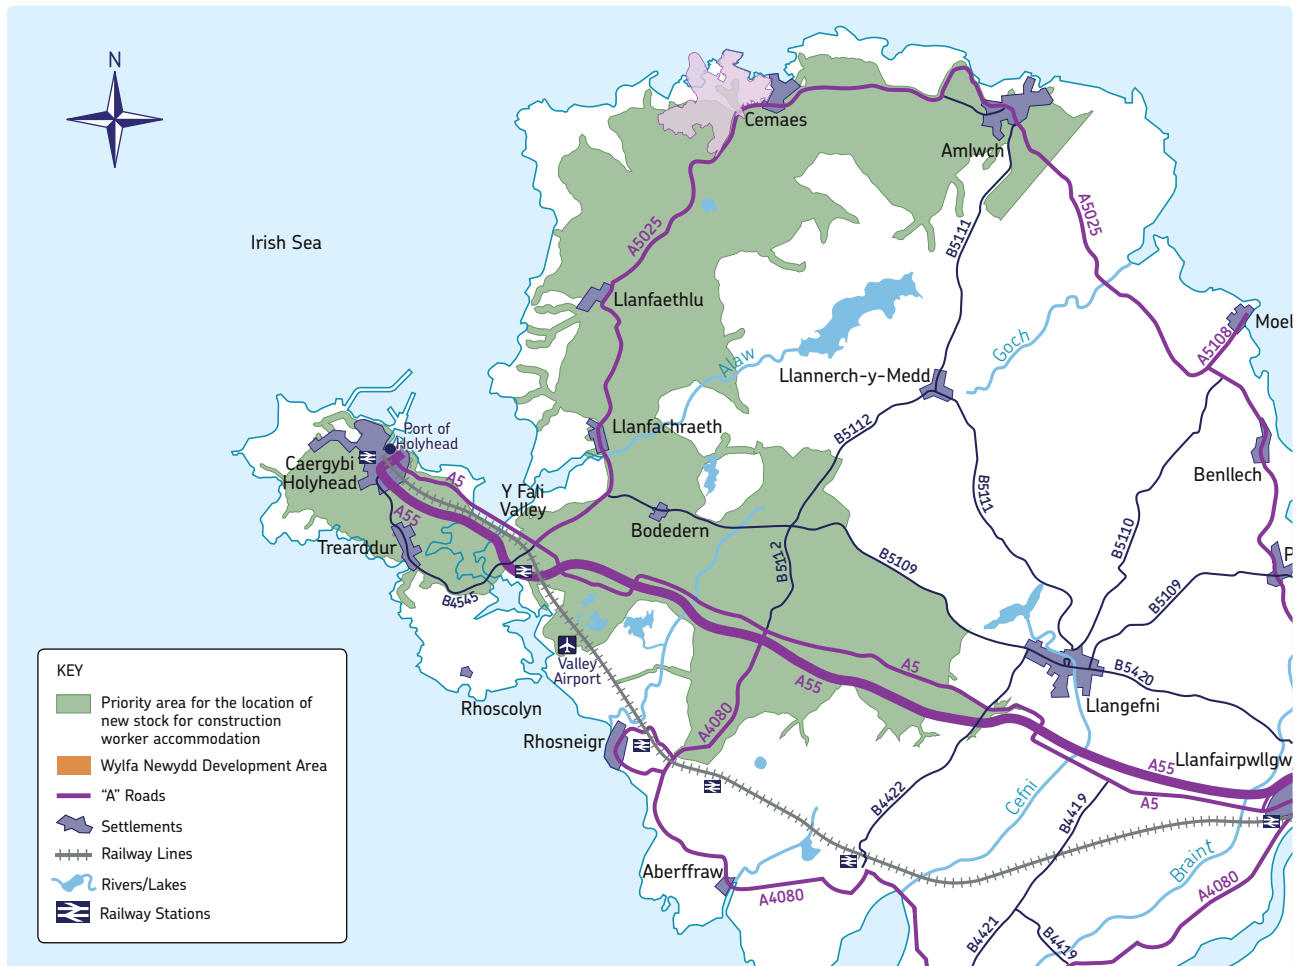 N
Irish Sea
Cemaes
Amlwch
A5025
A5025
B5111
Llanfaethlu
Goch
Moel
A5108
Alaw
Llannerch-y-Medd
Port of
Holyhead
Llanfachraeth
B5112
Caergybi
Holyhead
A5
A55
Y Fali
Valley
B5111
Benllech
Bodedern
B5110
Trearddur
B5112
B5109
P
B4545
B5109
Valley
Airport
A5
A55
B5420
Rhoscolyn
Llangefni
Rhosneigr
A4080
Llanfairpwllgw
A55
A5
B4422
Cefni
B4419
Braint
Aberffraw
A4080
A4080
B4421
B4419
KEY
Priority area for the location of
new stock for construction
worker accommodation
Wylfa Newydd Development Area
“A” Roads
Settlements
Railway Lines
Rivers/Lakes
Railway Stations